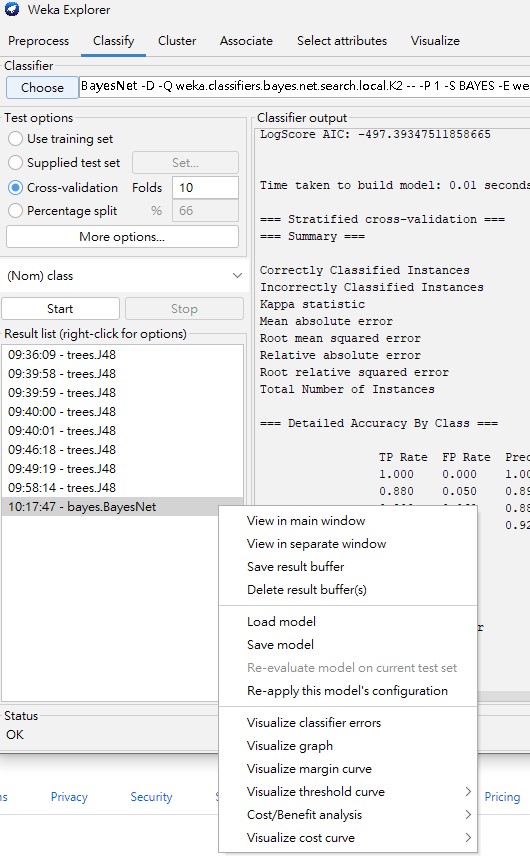 Weka Explorer
Preprocess Classify Cluster Associate Select attributes Visualize
Classifier
Choose BayesNet -D -Q weka.classifiers.bayes.net.search.local.K2 -- -P 1 -S BAYES -E we
Test options
Use training set
Supplied test set Set...
Cross-validation Folds 10
Percentage split % 66
More options...
(Nom) class
Start Stop
Result list (right-click for options)
09:36:09 - trees.J48
09:39:58 - trees.J48
09:39:59 - trees.J48
09:40:00 - trees.J48
09:40:01 - trees.J48
09:46:18 - trees.J48
09:49:19 - trees.J48
09:58:14 - trees.J48
10:17:47 - bayes.BayesNet
Classifier output
LogScore AIC: -497.39347511858665
Time taken to build model: 0.01 seconds
=== Stratified cross-validation ===
=== Summary ===
Correctly Classified Instances
Incorrectly Classified Instances
Kappa statistic
Mean absolute error
Root mean squared error
Relative absolute error
Root relative squared error
Total Number of Instances
=== Detailed Accuracy By Class ===
TP Rate FP Rate Prec
1.000 0.000 1.00
0.880 0.050 0.89
0.88
0.92
r
View in main window
View in separate window
Save result buffer
Delete result buffer(s)
Load model
Save model
Re-evaluate model on current test set
Re-apply this model's configuration
Visualize classifier errors
Visualize graph
Visualize margin curve
Visualize threshold curve
Cost/Benefit analysis
Visualize cost curve
Status
OK
ns Privacy Security Pricing